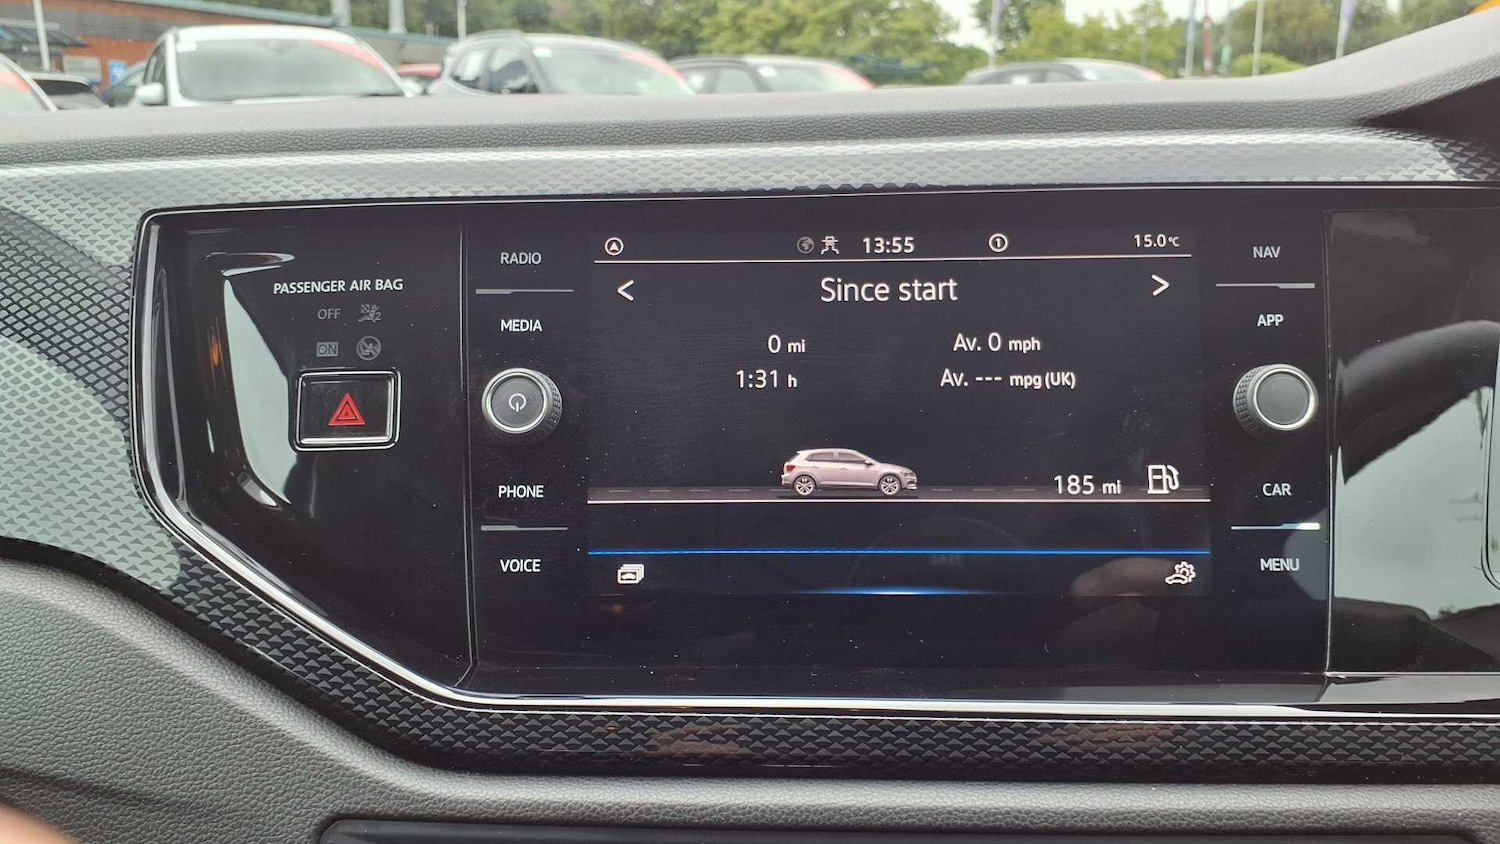 PASSENGER AIR BAG
OFF
ON
RADIO
MEDIA
PHONE
VOICE
13:55
1
15.0°C
Since start
0 mi
Av. 0 mph
1:31 h
Av. --- mpg (UK)
185 mi
NAV
APP
CAR
MENU